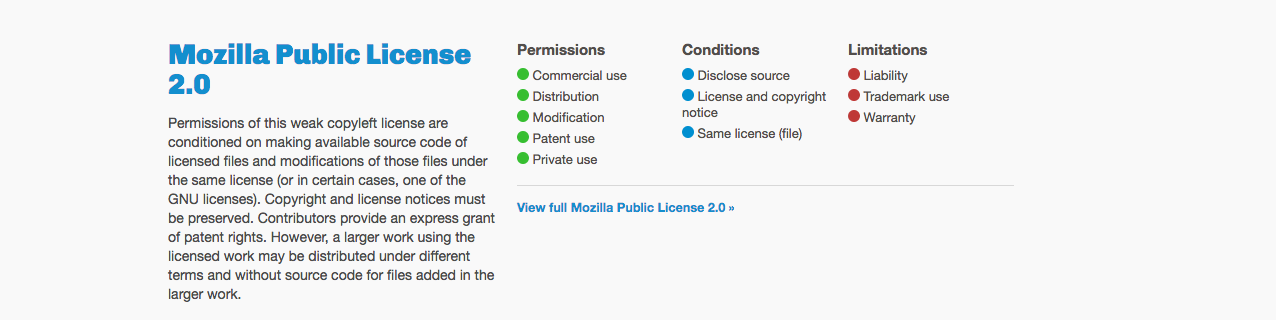 Mozilla Public License
2.0
Permissions of this weak copyleft license are
conditioned on making available source code of
licensed files and modifications of those files under
the same license (or in certain cases, one of the
GNU licenses). Copyright and license notices must
be preserved. Contributors provide an express grant
of patent rights. However, a larger work using the
licensed work may be distributed under different
terms and without source code for files added in the
larger work.
Permissions
Commercial use
Distribution
Modification
Patent use
Private use
Conditions
Disclose source
License and copyright
notice
Same license (file)
Limitations
Liability
Trademark use
Warranty
View full Mozilla Public License 2.0 »